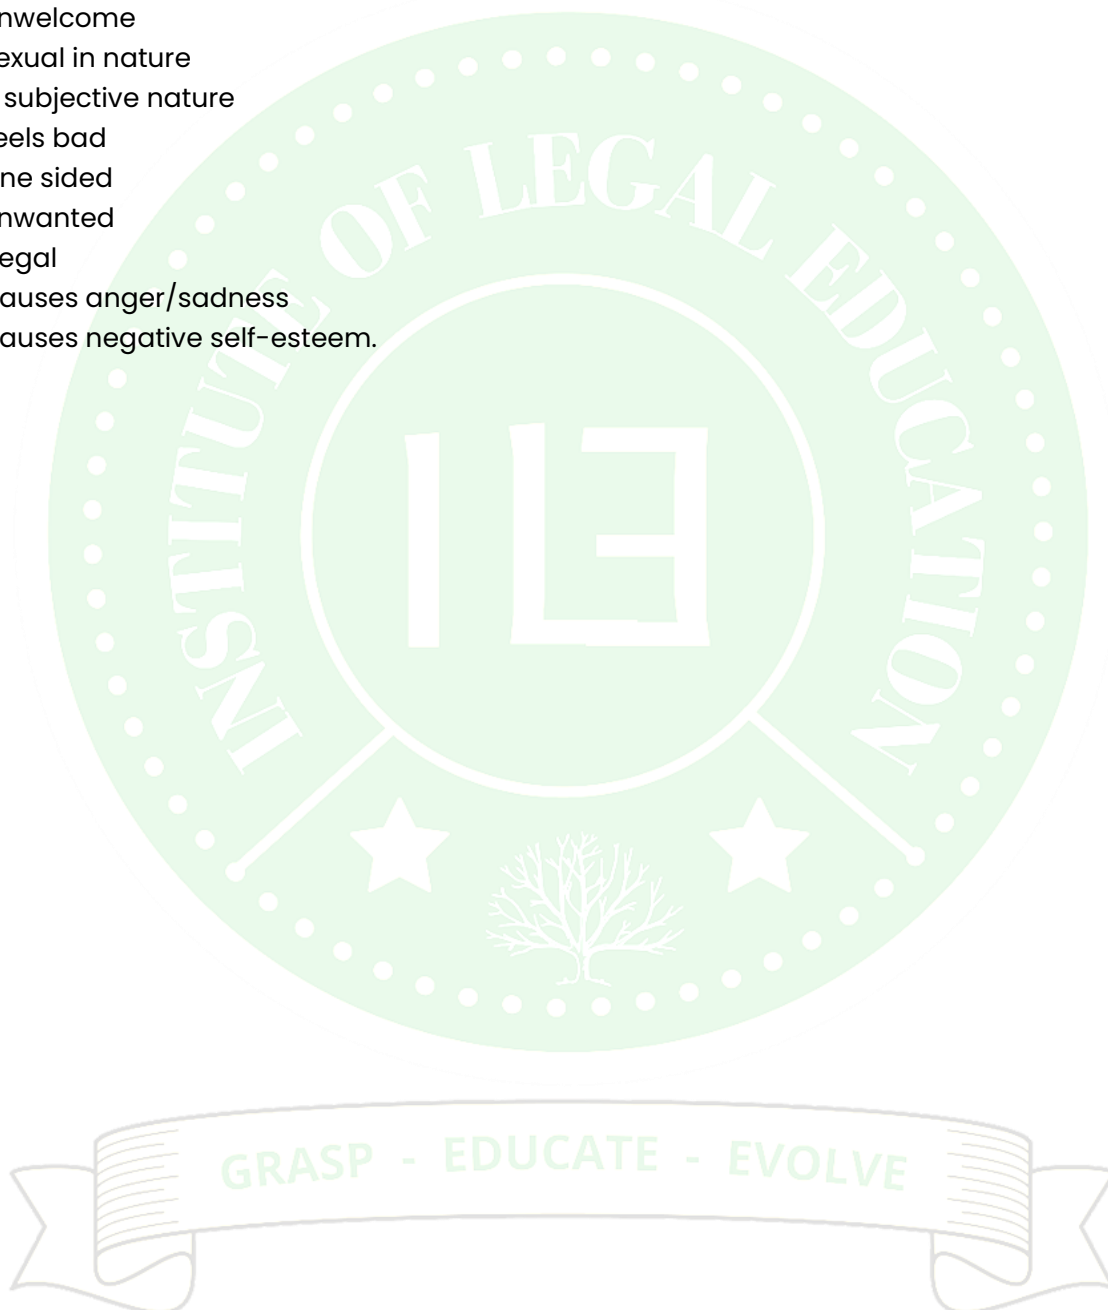 nwelcome
exual in nature
subjective nature
eels bad
ne sided
nwanted
egal
auses anger/sadness
auses negative self-esteem.
INSTITUTE OF LEGAL EDUCATION
ILE
GRASP - EDUCATE - EVOLVE